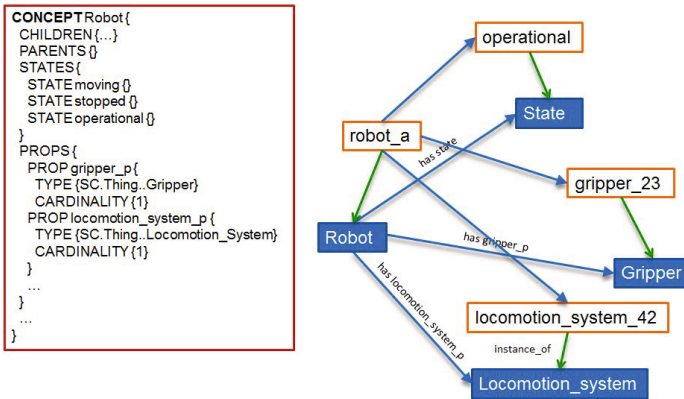 CONCEPT Robot {
CHILDREN {...}
PARENTS {}
STATES {
STATE moving {}
STATE stopped {}
STATE operational {}
}
PROPS {
PROP gripper_p {
TYPE {SC.Thing..Gripper}
CARDINALITY {1}
PROP locomotion_system_p {
TYPE {SC.Thing..Locomotion_System}
CARDINALITY {1}
}
...
}
...
}
operational
State
robot_a
has state
gripper_23
Robot
has gripper_p
Gripper
has locomotion_system_p
locomotion_system_42
instance_of
Locomotion_system